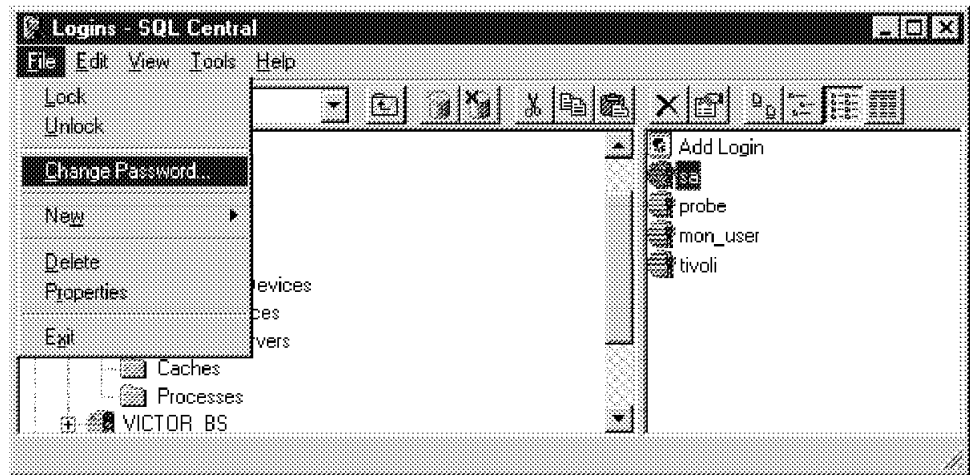 Logins - SQL Central
File Edit View Tools Help
Lock
Unlock
Change Password...
New
Delete
Properties
Exit
evices
ces
rvers
Caches
Processes
VICTOR_BS
Add Login
sa
probe
mon_user
tivoli